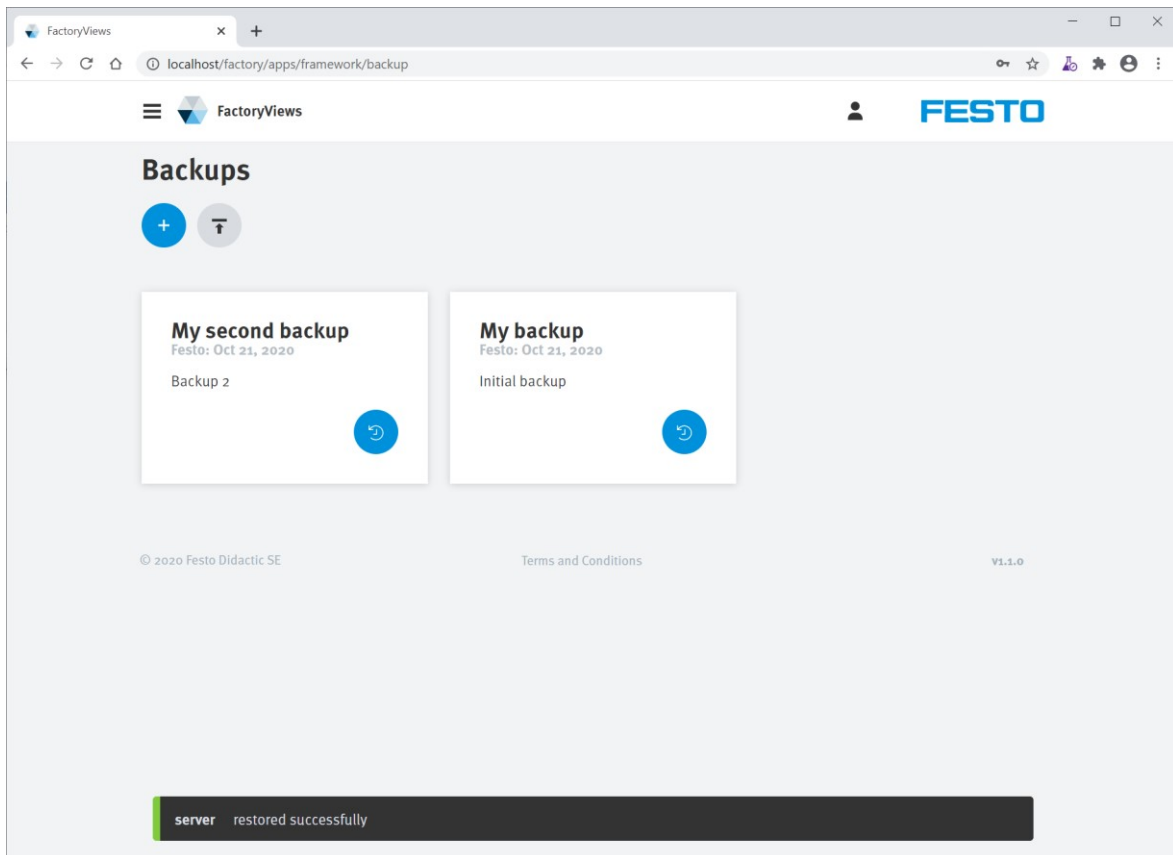 FactoryViews
localhost/factory/apps/framework/backup
FactoryViews
FESTO
Backups
My second backup
Festo: Oct 21, 2020
Backup 2
My backup
Festo: Oct 21, 2020
Initial backup
© 2020 Festo Didactic SE
Terms and Conditions
v1.1.0
server restored successfully